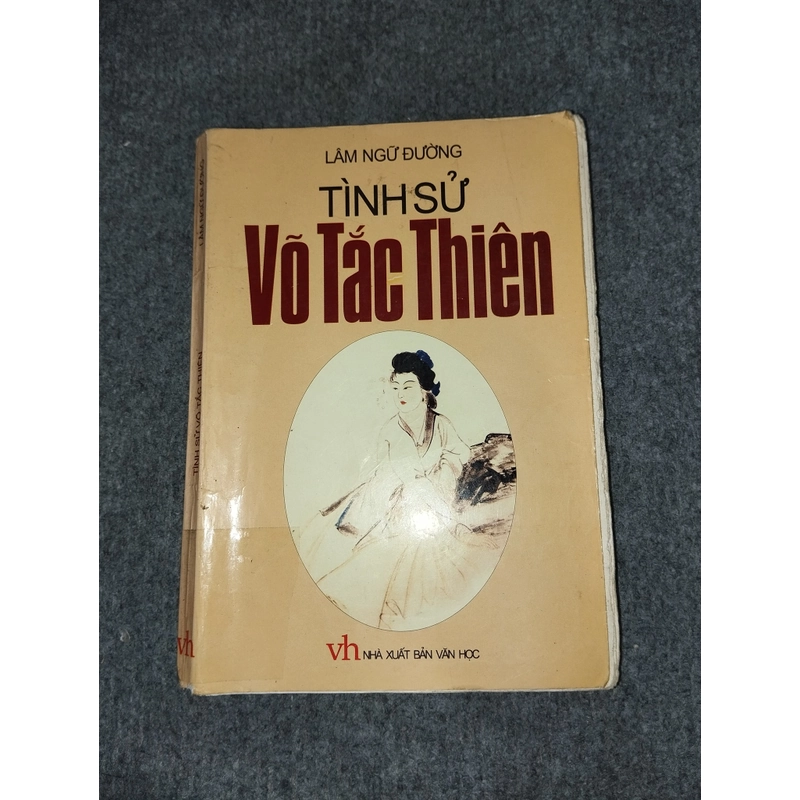 LÂM NGỮ ĐƯỜNG
TÌNH SỬ
Võ Tắc Thiên
vh NHÀ XUẤT BẢN VĂN HỌC
TÌNH SỬ VÕ TẮC THIÊN
vh